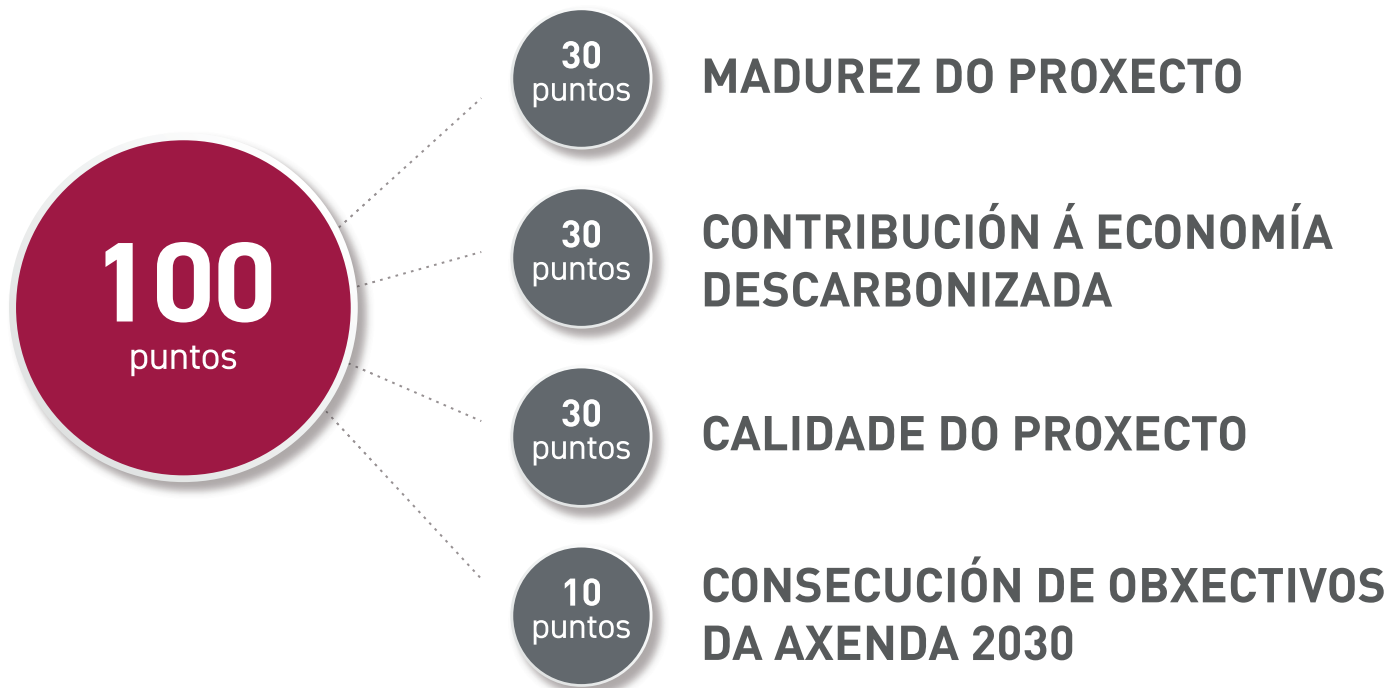 100
puntos
30
puntos
MADUREZ DO PROXECTO
30
puntos
CONTRIBUCIÓN Á ECONOMÍA
DESCARBONIZADA
30
puntos
CALIDADE DO PROXECTO
10
puntos
CONSECUCIÓN DE OBXECTIVOS
DA AXENDA 2030